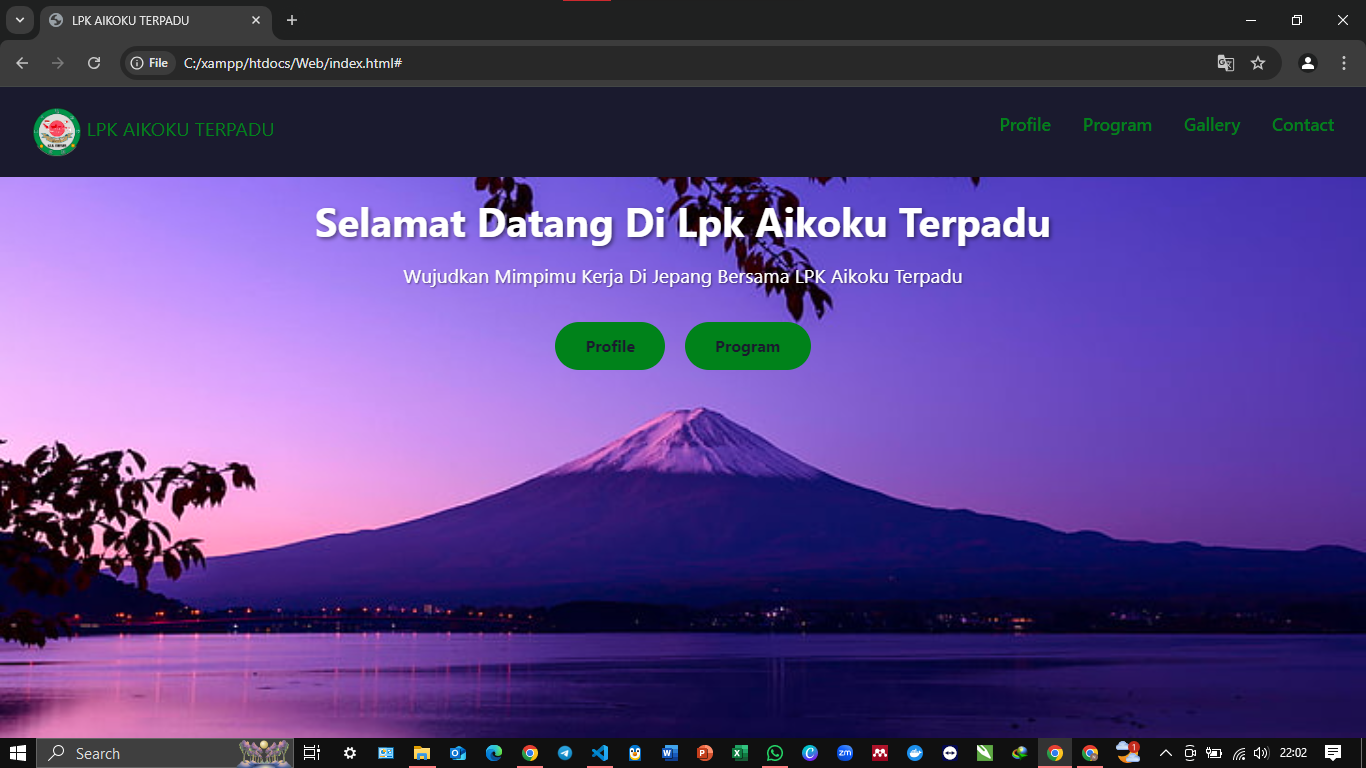 LPK AIKOKU TERPADU
File C:/xampp/htdocs/Web/index.html#
LPK AIKOKU TERPADU
Profile Program Gallery Contact
Selamat Datang Di Lpk Aikoku Terpadu
Wujudkan Mimpimu Kerja Di Jepang Bersama LPK Aikoku Terpadu
Profile Program
Search
22:02